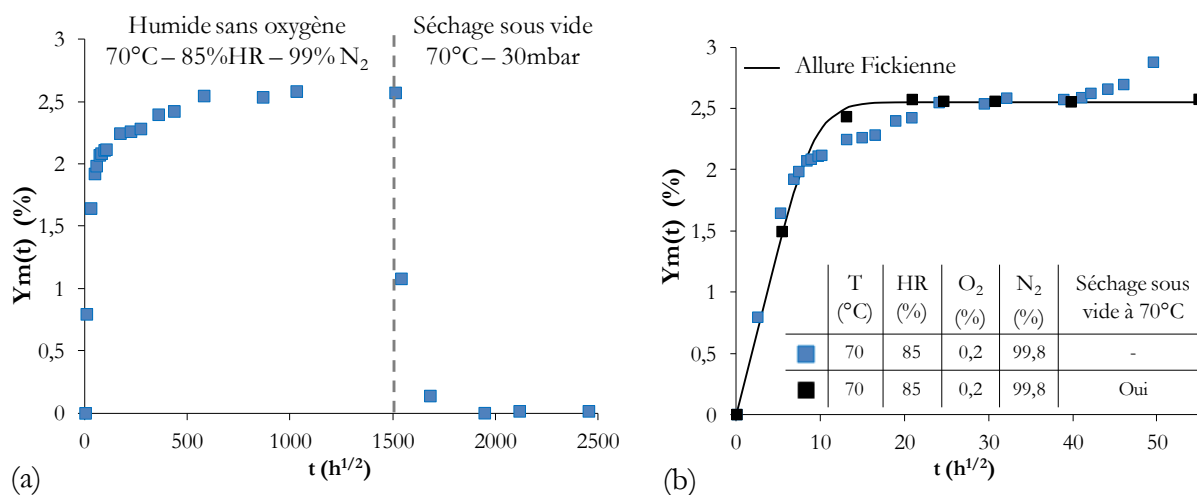 Humide sans oxygène
70°C – 85%HR – 99% N2
Séchage sous vide
70°C – 30mbar
Ym(t) (%)
3
2,5
2
1,5
1
0,5
0
0
500
1000
1500
2000
2500
t (h1/2)
(a)
Allure Fickienne
Ym(t) (%)
3
2,5
2
1,5
1
0,5
0
T (°C)
HR (%)
O2 (%)
N2 (%)
Séchage sous
vide à 70°C
70
85
0,2
99,8
-
70
85
0,2
99,8
Oui
0
10
20
30
40
50
t (h1/2)
(b)